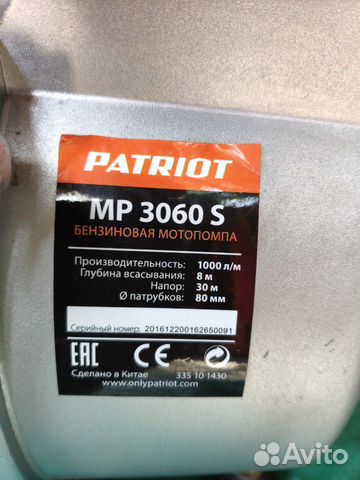 PATRIOT
MP 3060 S
БЕНЗИНОВАЯ МОТОПОМПА
Производительность: 1000 л/м
Глубина всасывания: 8 м
Напор: 30 м
Ø патрубков: 80 мм
Серийный номер: 201612200162650091
EAC CE
Сделано в Китае 335 10 1430
www.onlypatriot.com
Avito